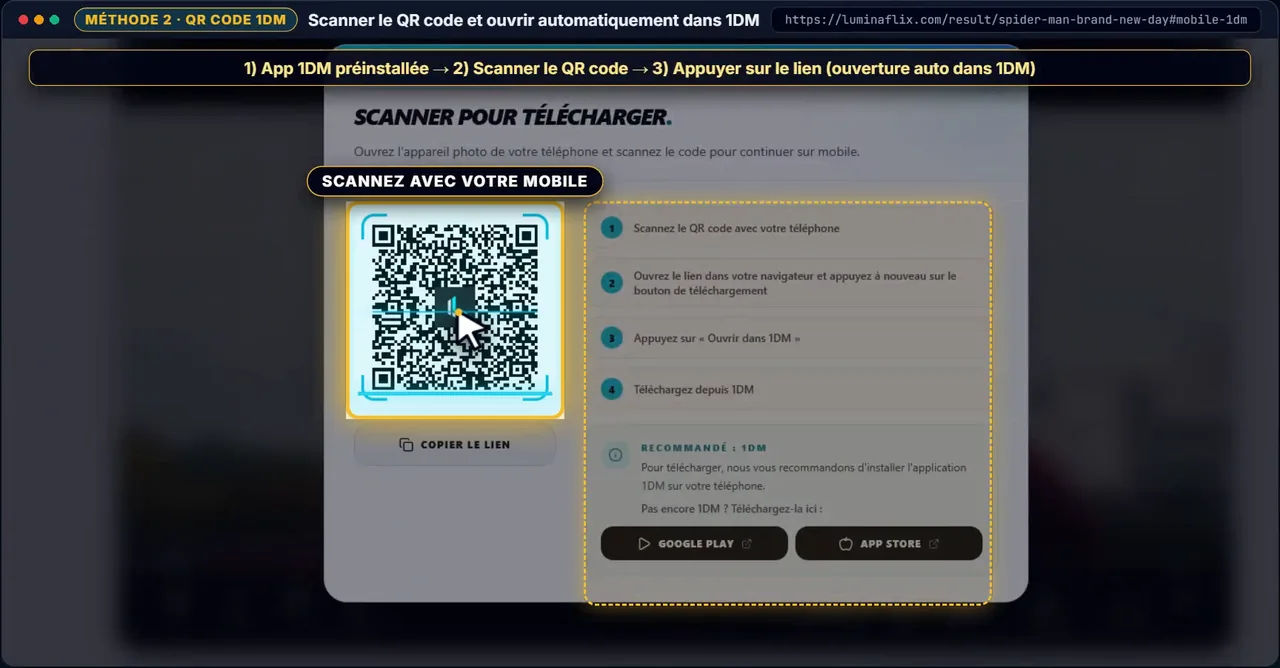 MÉTHODE 2 · QR CODE 1DM
Scanner le QR code et ouvrir automatiquement dans 1DM
https://luminaflix.com/result/spider-man-brand-new-day#mobile-1dm
1) App 1DM préinstallée → 2) Scanner le QR code → 3) Appuyer sur le lien (ouverture auto dans 1DM)
SCANNER POUR TÉLÉCHARGER.
Ouvrez l'appareil photo de votre téléphone et scannez le code pour continuer sur mobile.
SCANNEZ AVEC VOTRE MOBILE
1 Scannez le QR code avec votre téléphone
2 Ouvrez le lien dans votre navigateur et appuyez à nouveau sur le
bouton de téléchargement
3 Appuyez sur « Ouvrir dans 1DM »
4 Téléchargez depuis 1DM
COPIER LE LIEN
RECOMMANDÉ : 1DM
Pour télécharger, nous vous recommandons d'installer l'application
1DM sur votre téléphone.
Pas encore 1DM ? Téléchargez-la ici :
GOOGLE PLAY
APP STORE